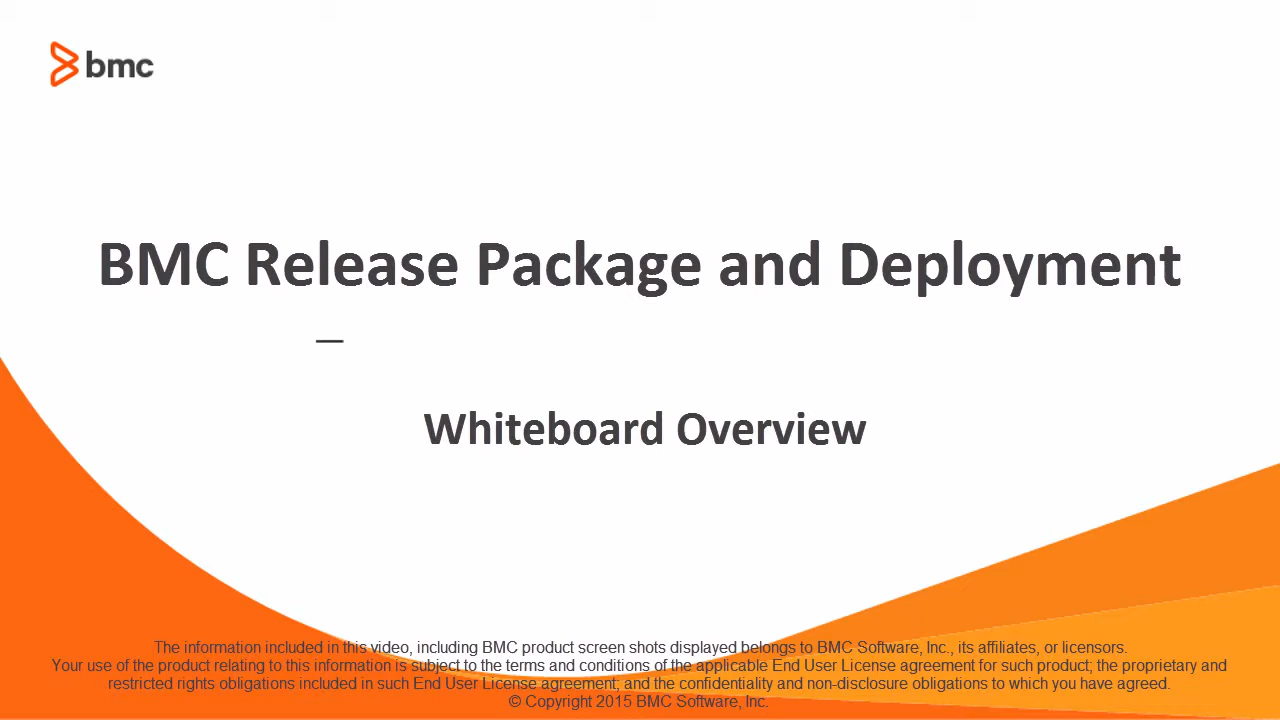 bmc
BMC Release Package and Deployment
—
Whiteboard Overview
The information included in this video, including BMC product screen shots displayed belongs to BMC Software, Inc., its affiliates, or licensors.
Your use of the product relating to this information is subject to the terms and conditions of the applicable End User License agreement for such product; the proprietary and
restricted rights obligations included in such End User License agreement; and the confidentiality and non-disclosure obligations to which you have agreed.
© Copyright 2015 BMC Software, Inc.